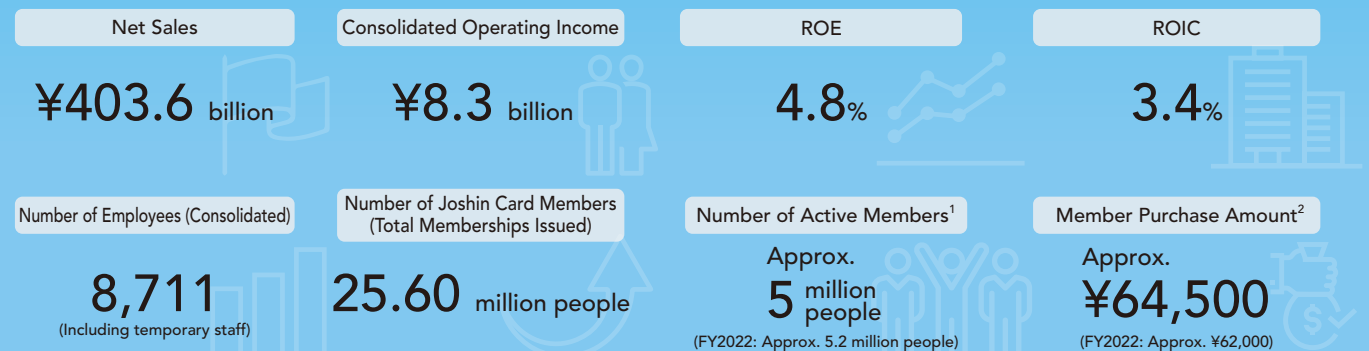 Net Sales
¥403.6 billion
Consolidated Operating Income
¥8.3 billion
ROE
4.8%
ROIC
3.4%
Number of Employees (Consolidated)
8,711
(Including temporary staff)
Number of Joshin Card Members
(Total Memberships Issued)
25.60 million people
Number of Active Members1
Approx.
5 million
people
(FY2022: Approx. 5.2 million people)
Member Purchase Amount2
Approx.
¥64,500
(FY2022: Approx. ¥62,000)